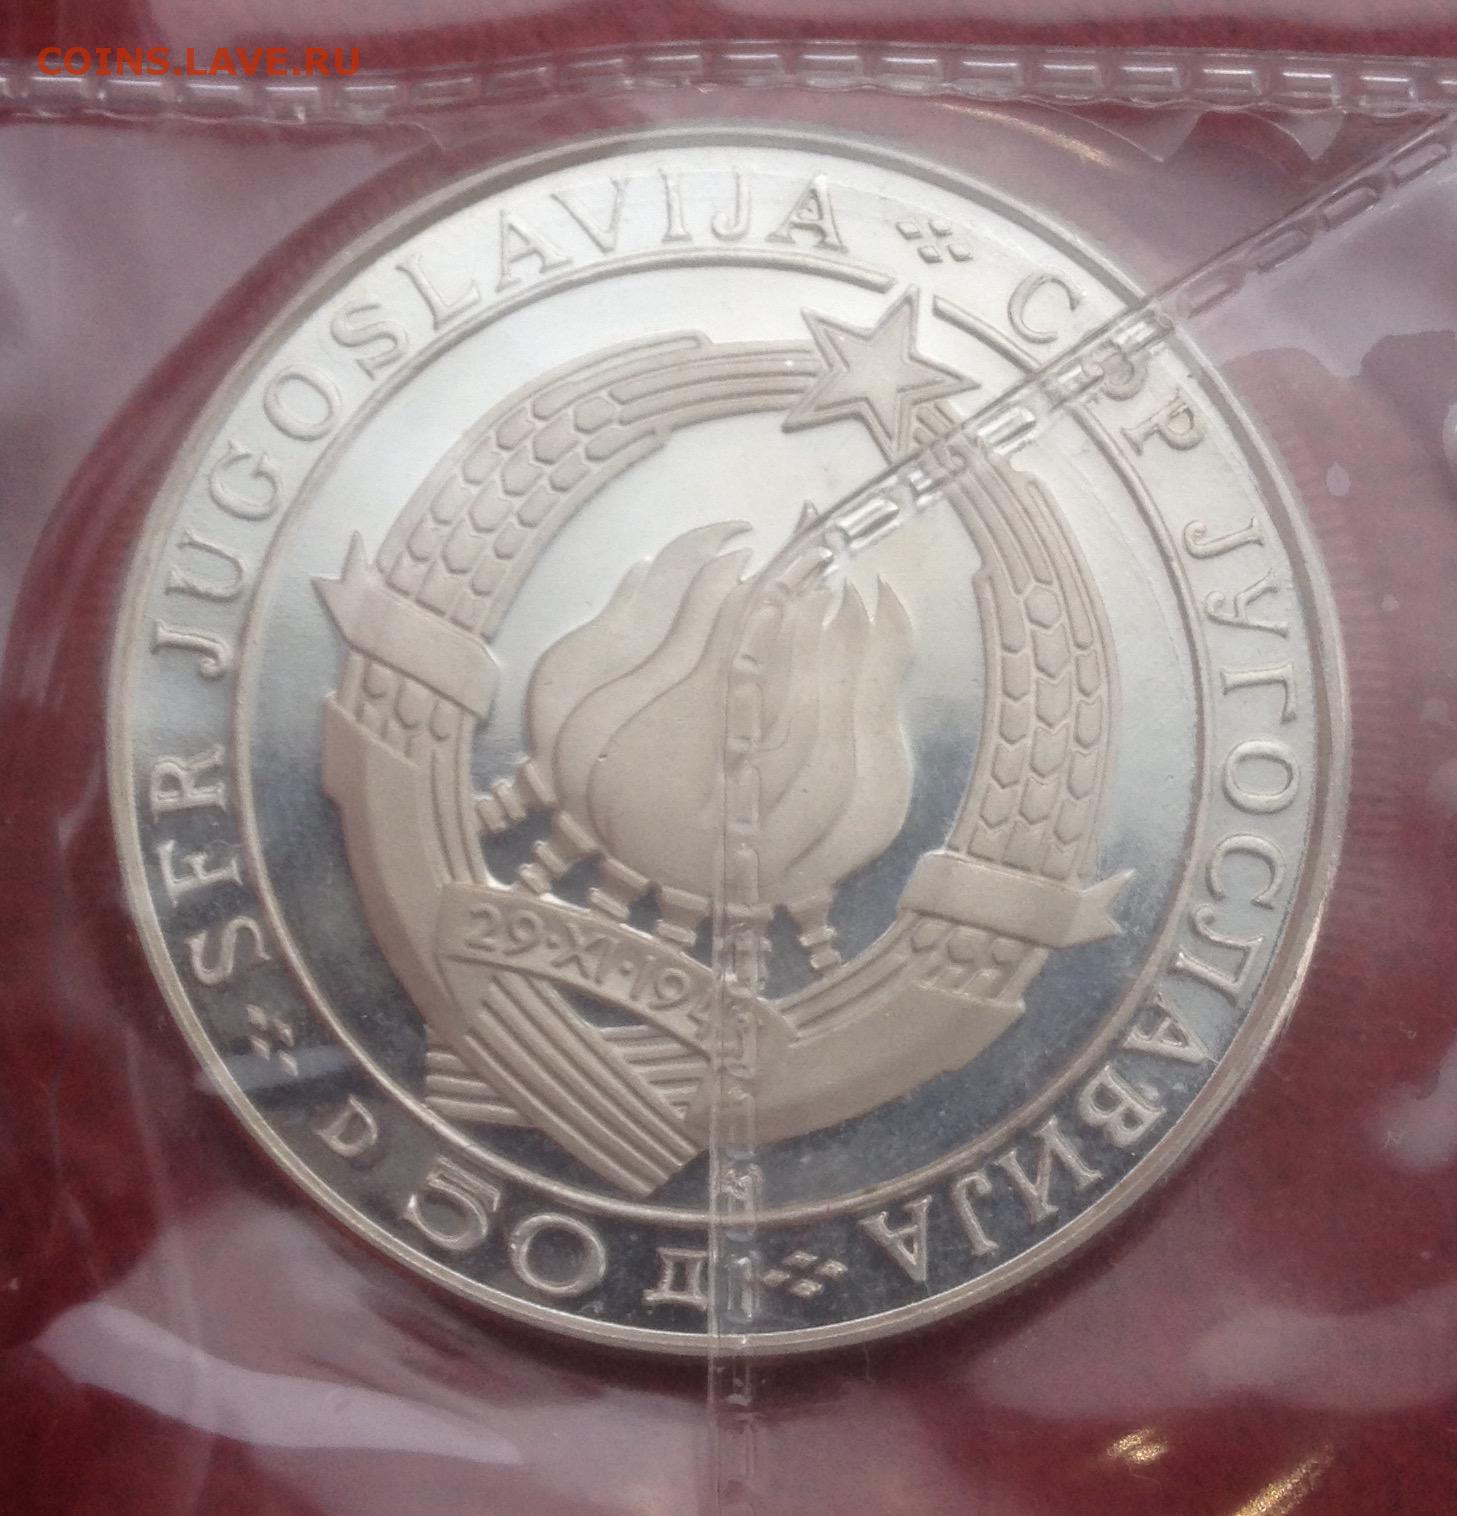 COINS.LAVE.RU
SFR JUGOSLAVIJA
СФР ЈУГОСЛАВИЈА
29·XI·1943
D 50 Д